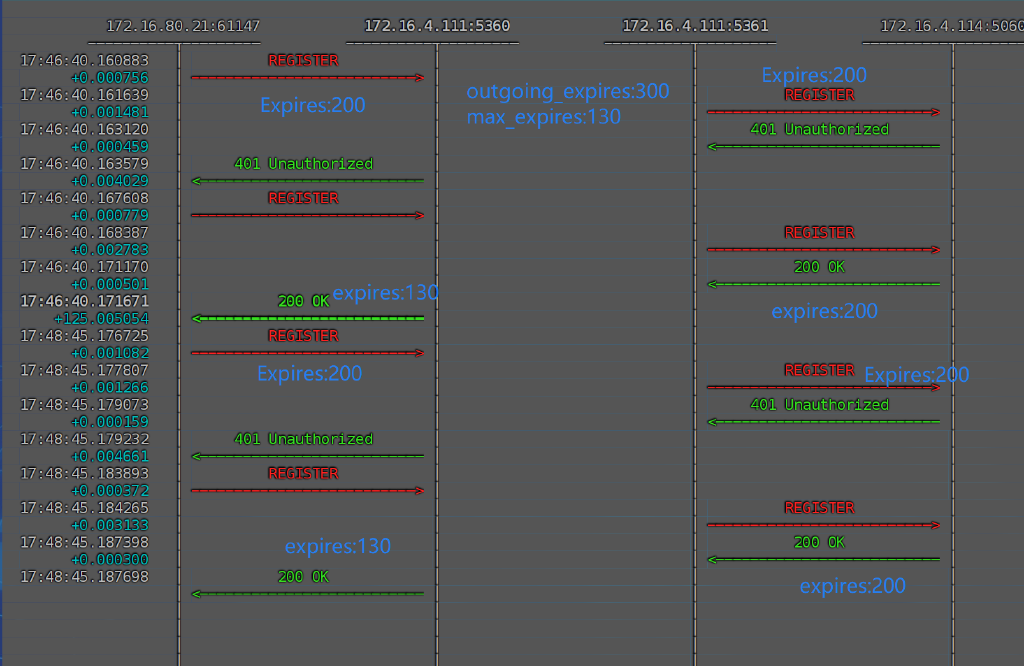 172.16.80.21:61147 172.16.4.111:5360 172.16.4.111:5361 172.16.4.114:5060
17:46:40.160883 REGISTER
+0.000756 Expires:200
17:46:40.161639 Expires:200 outgoing_expires:300 REGISTER
+0.001481 max_expires:130
17:46:40.163120 401 Unauthorized
+0.000459
17:46:40.163579 401 Unauthorized
+0.004029
17:46:40.167608 REGISTER
+0.000779
17:46:40.168387 REGISTER
+0.002783
17:46:40.171170 200 OK
+0.000501
17:46:40.171671 200 OK expires:130 expires:200
+125.005054
17:48:45.176725 REGISTER
+0.001082
17:48:45.177807 Expires:200 REGISTER Expires:200
+0.001266
17:48:45.179073 401 Unauthorized
+0.000159
17:48:45.179232 401 Unauthorized
+0.004661
17:48:45.183893 REGISTER
+0.000372
17:48:45.184265 REGISTER
+0.003133
17:48:45.187398 expires:130 200 OK
+0.000300
17:48:45.187698 200 OK expires:200